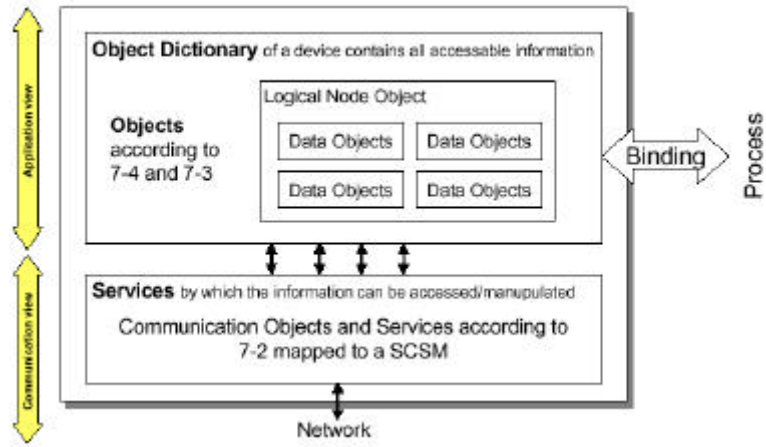 Application view
Object Dictionary of a device contains all accessable information
Logical Node Object
Objects
according to
7-4 and 7-3
Data Objects
Data Objects
Data Objects
Data Objects
Binding
Process
Communication view
Services by which the information can be accessed/manupulated
Communication Objects and Services according to
7-2 mapped to a SCSM
Network